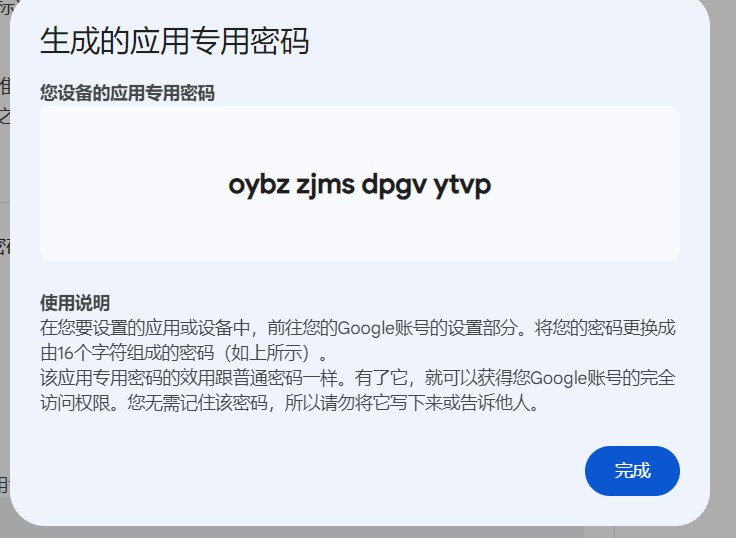 生成的应用专用密码
您设备的应用专用密码
oybz zjms dpgv ytvp
使用说明
在您要设置的应用或设备中，前往您的Google账号的设置部分。将您的密码更换成
由16个字符组成的密码（如上所示）。
该应用专用密码的效用跟普通密码一样。有了它，就可以获得您Google账号的完全
访问权限。您无需记住该密码，所以请勿将它写下来或告诉他人。
完成